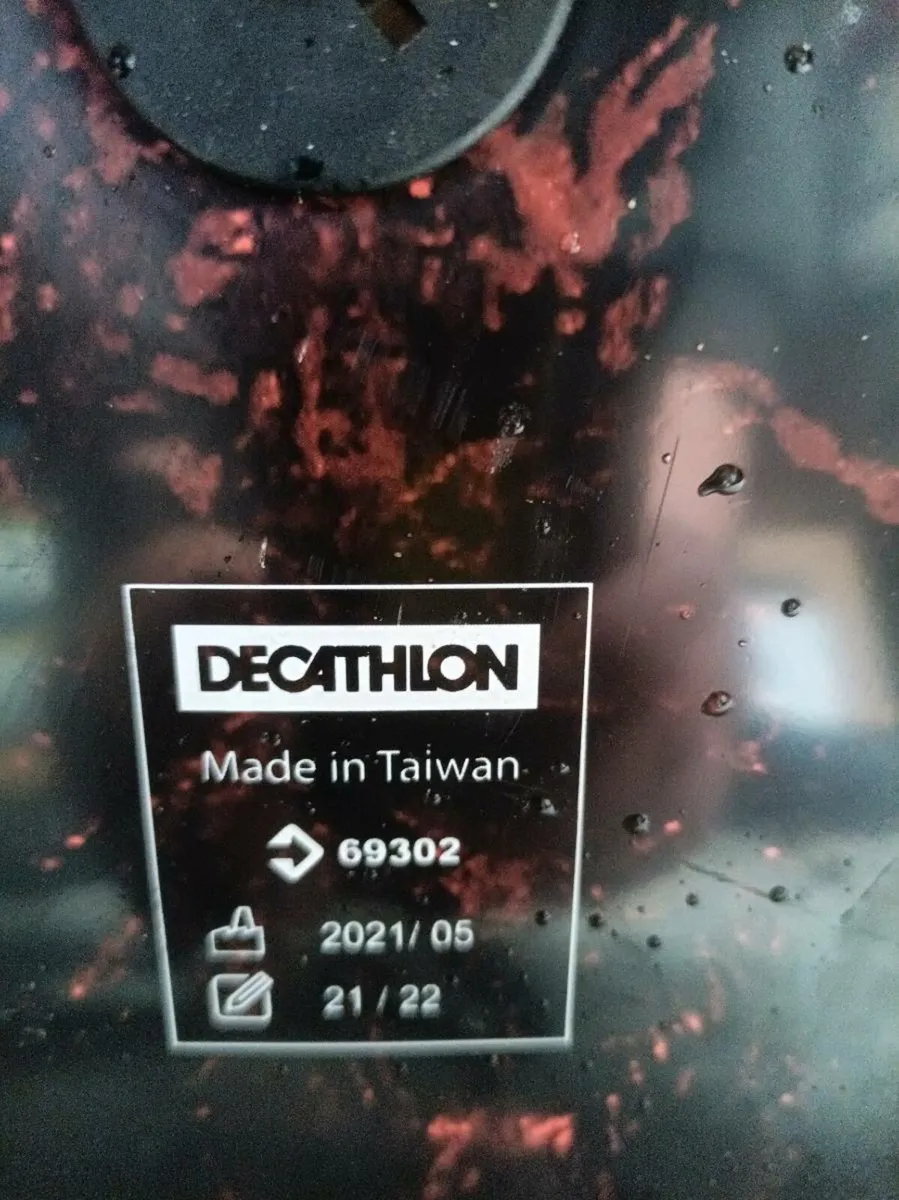 DECATHLON
Made in Taiwan
69302
2021/ 05
21 / 22